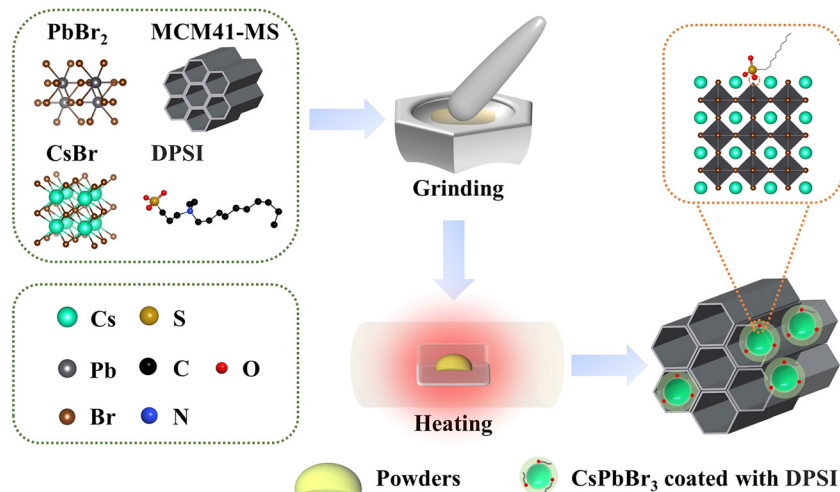 PbBr2 MCM41-MS
CsBr DPSI
Grinding
Cs S
Pb C O
Br N
Heating
Powders CsPbBr3 coated with DPSI